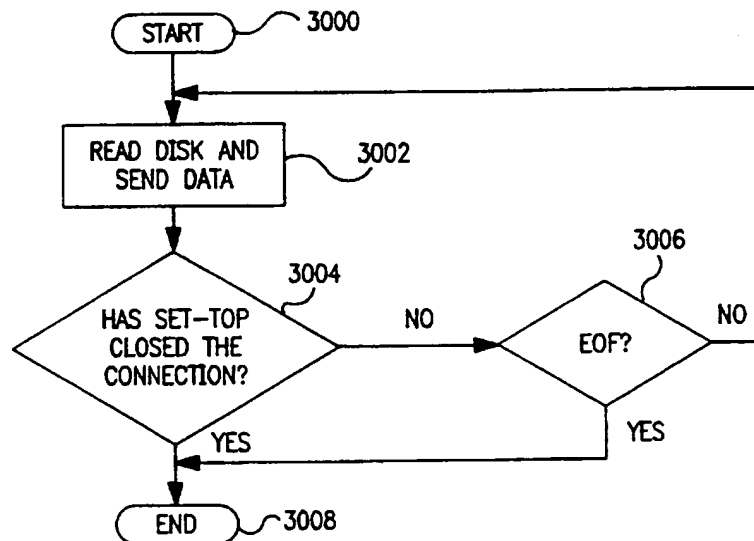 START
3000
READ DISK AND
SEND DATA
3002
HAS SET-TOP
CLOSED THE
CONNECTION?
3004
NO
EOF?
3006
NO
YES
YES
END
3008